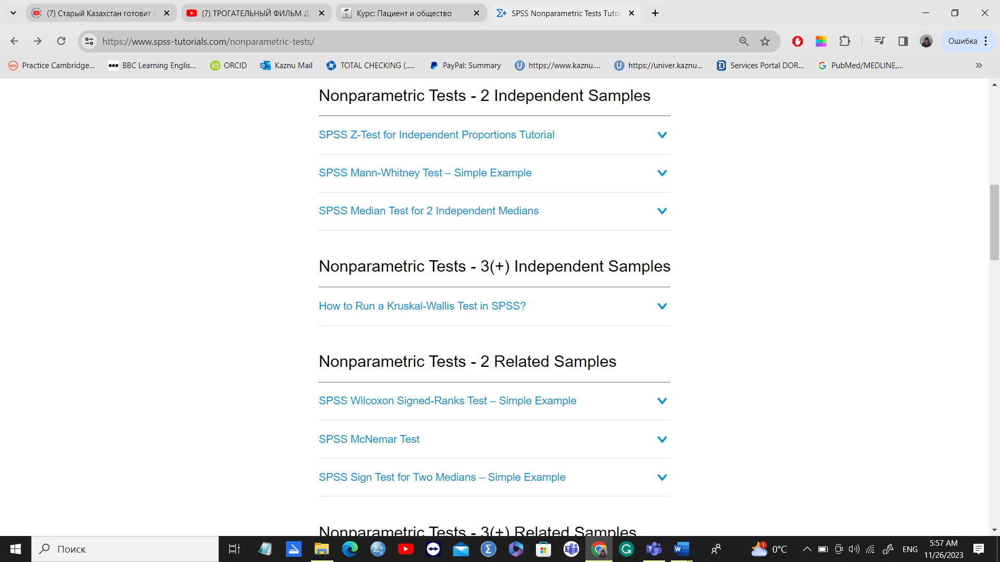 (7) Старый Казахстан готовит
(7) ТРОГАТЕЛЬНЫЙ ФИЛЬМ
Курс: Пациент и общество
SPSS Nonparametric Tests Tuto
https://www.spss-tutorials.com/nonparametric-tests/
Ошибка
Practice Cambridge...
BBC Learning Englis...
ORCID
Kaznu Mail
TOTAL CHECKING (.....
PayPal: Summary
https://www.kaznu....
https://univer.kaznu...
Services Portal DOR...
PubMed/MEDLINE,...
Nonparametric Tests - 2 Independent Samples
SPSS Z-Test for Independent Proportions Tutorial
SPSS Mann-Whitney Test – Simple Example
SPSS Median Test for 2 Independent Medians
Nonparametric Tests - 3(+) Independent Samples
How to Run a Kruskal-Wallis Test in SPSS?
Nonparametric Tests - 2 Related Samples
SPSS Wilcoxon Signed-Ranks Test – Simple Example
SPSS McNemar Test
SPSS Sign Test for Two Medians – Simple Example
Nonparametric Tests - 3(+) Related Samples
Поиск
0°C
ENG
5:57 AM
11/26/2023